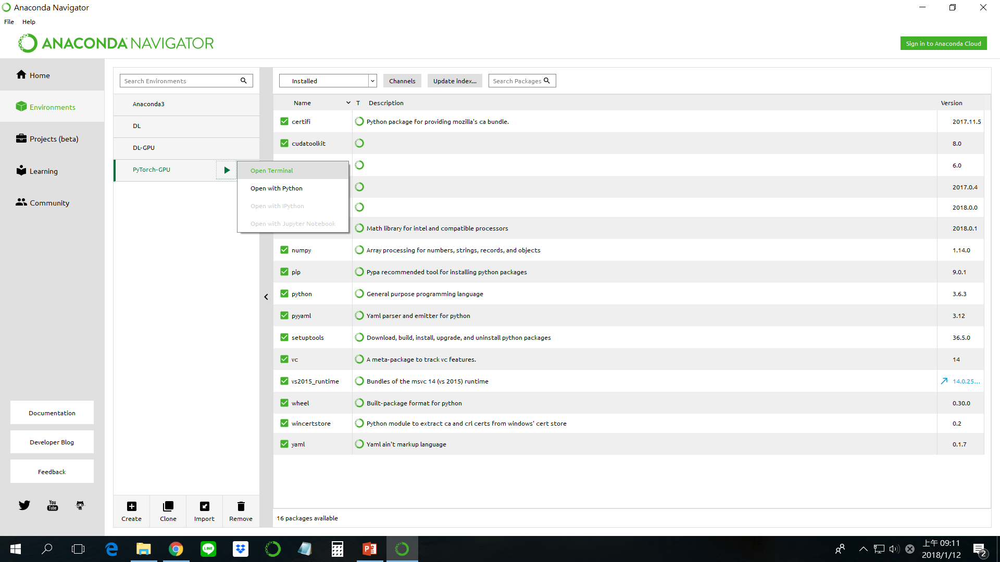 Anaconda Navigator
File Help
ANACONDA NAVIGATOR
Sign in to Anaconda Cloud
Home
Environments
Projects (beta)
Learning
Community
Documentation
Developer Blog
Feedback
You
Tube
Search Environments
Anaconda3
DL
DL-GPU
PyTorch-GPU
Open Terminal
Open with Python
Open with IPython
Open with Jupyter Notebook
Create Clone Import Remove
Installed Channels Update index... Search Packages
Name T Description Version
certifi Python package for providing mozilla's ca bundle. 2017.11.5
cudatoolkit 8.0
6.0
2017.0.4
2018.0.0
Math library for intel and compatible processors 2018.0.1
numpy Array processing for numbers, strings, records, and objects 1.14.0
pip Pypa recommended tool for installing python packages 9.0.1
python General purpose programming language 3.6.3
pyyaml Yaml parser and emitter for python 3.12
setuptools Download, build, install, upgrade, and uninstall python packages 36.5.0
vc A meta-package to track vc features. 14
vs2015_runtime Bundles of the msvc 14 (vs 2015) runtime 14.0.25...
wheel Built-package format for python 0.30.0
wincertstore Python module to extract ca and crl certs from windows' cert store 0.2
yaml Yaml ain't markup language 0.1.7
16 packages available
LINE
上午 09:11
2018/1/12
2